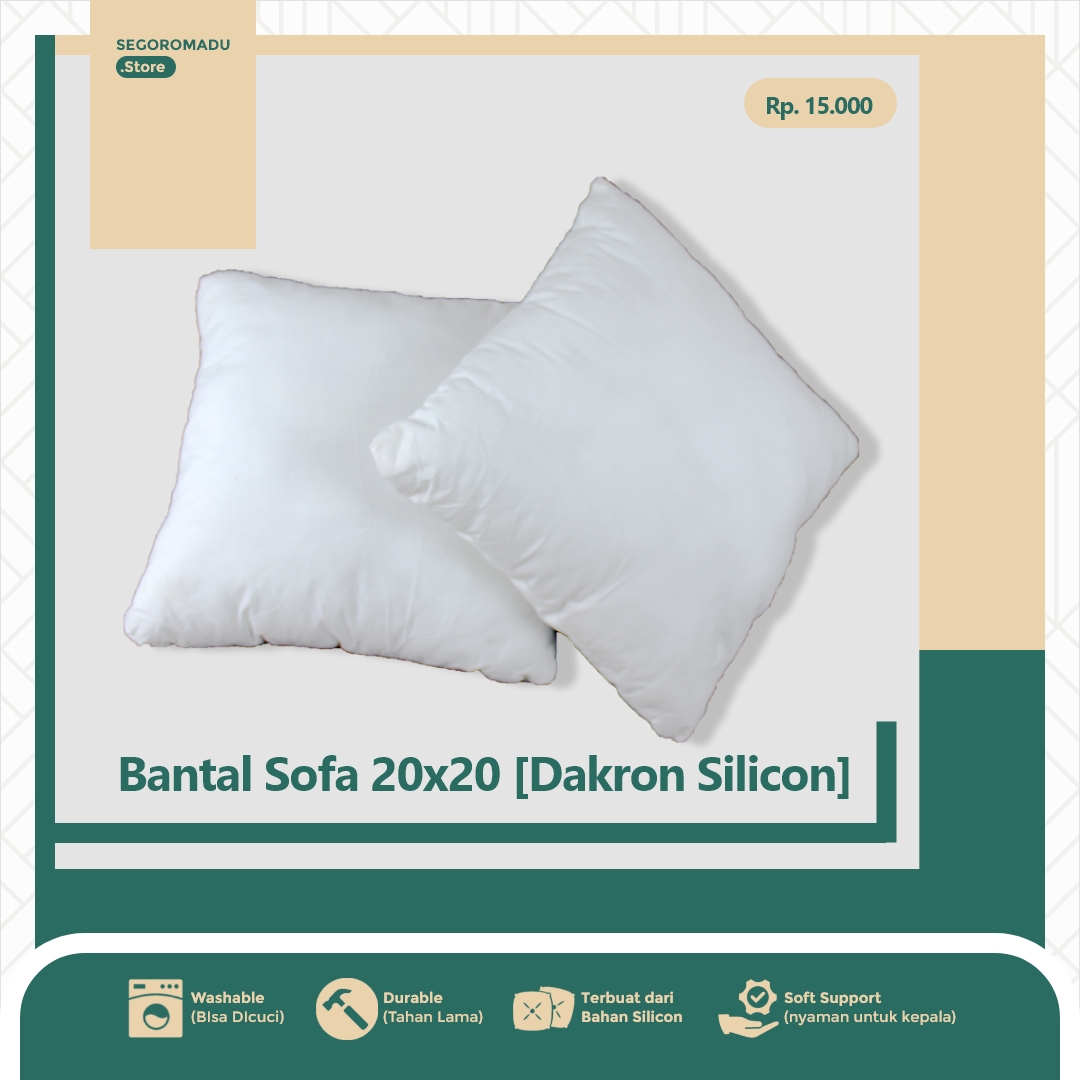 SEGOROMADU
.Store
Rp. 15.000
Bantal Sofa 20x20 [Dakron Silicon]
Washable
(BIsa DIcuci)
Durable
(Tahan Lama)
Terbuat dari
Bahan Silicon
Soft Support
(nyaman untuk kepala)